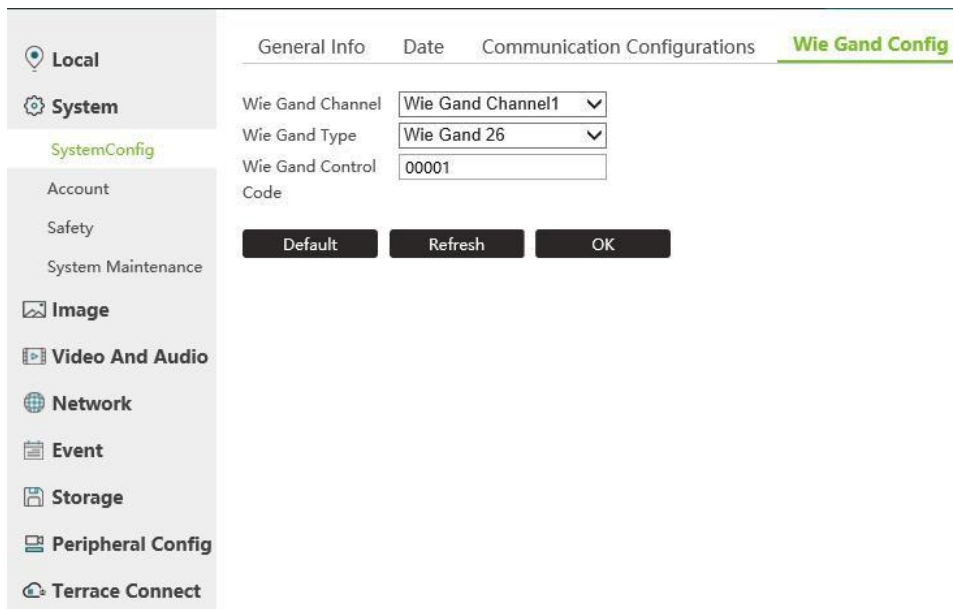 Local
System
SystemConfig
Account
Safety
System Maintenance
Image
Video And Audio
Network
Event
Storage
Peripheral Config
Terrace Connect
General Info Date Communication Configurations Wie Gand Config
Wie Gand Channel Wie Gand Channel1
Wie Gand Type Wie Gand 26
Wie Gand Control 00001
Code
Default Refresh OK